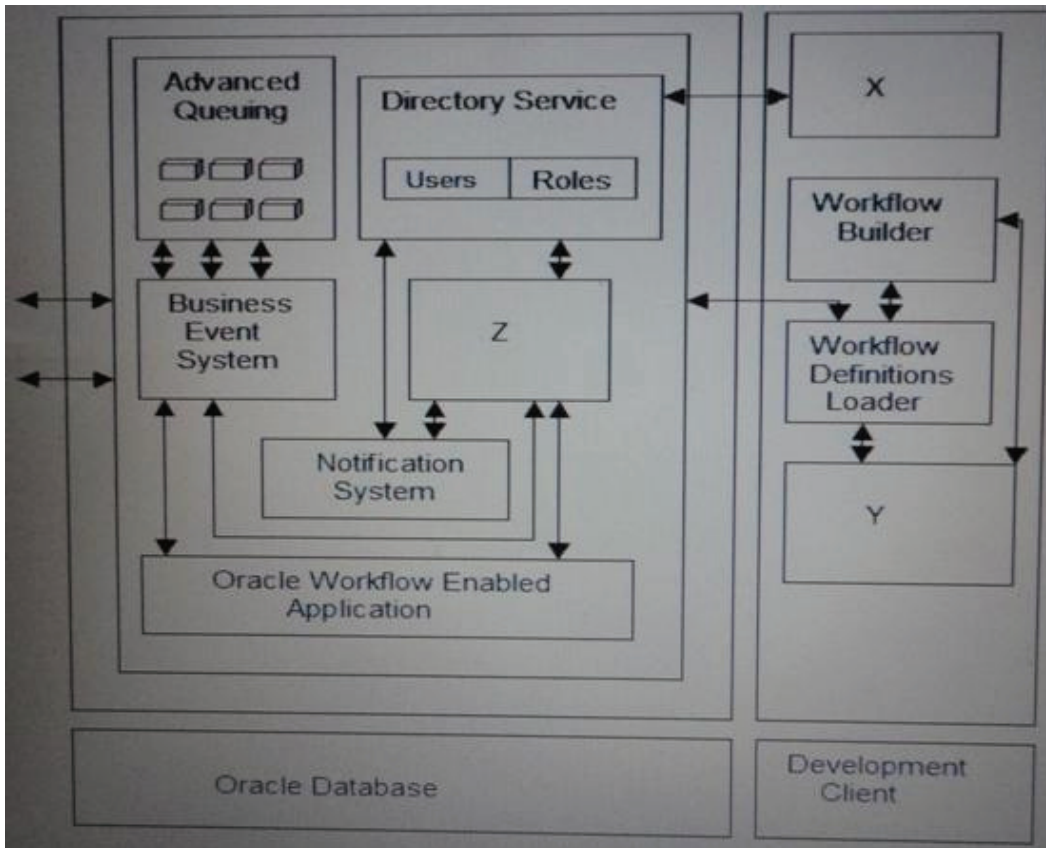 Advanced
Queuing
Directory Service
Users
Roles
X
Workflow
Builder
Business
Event
System
Z
Workflow
Definitions
Loader
Notification
System
Y
Oracle Workflow Enabled
Application
Oracle Database
Development
Client